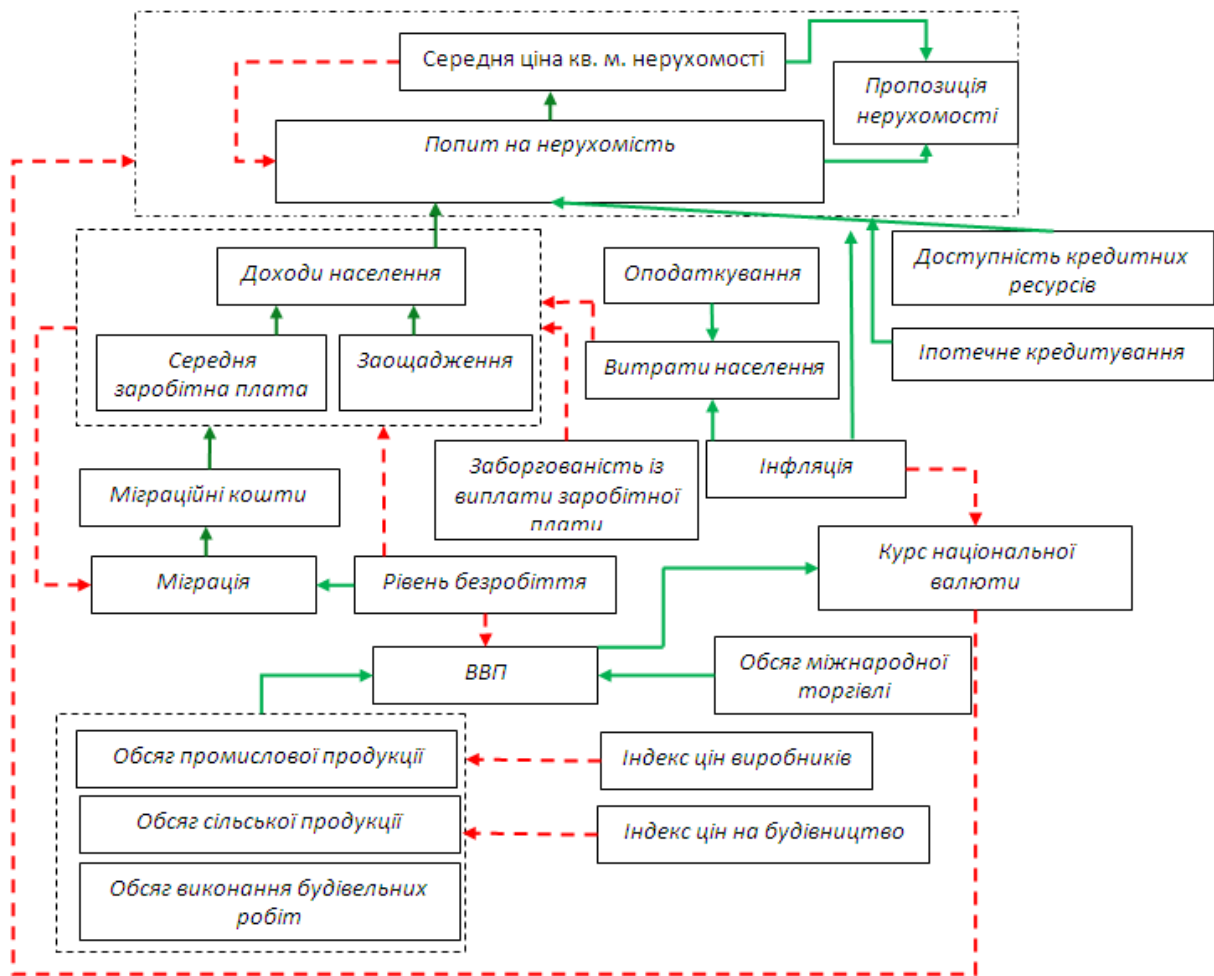 Середня ціна кв. м. нерухомості
Пропозиція
нерухомості
Попит на нерухомість
Доходи населення
Оподаткування
Доступність кредитних
ресурсів
Середня
заробітна плата
Заощадження
Витрати населення
Іпотечне кредитування
Міграційні кошти
Заборгованість із
виплати заробітної
плати
Інфляція
Курс національної
валюти
Міграція
Рівень безробіття
ВВП
Обсяг міжнародної
торгівлі
Обсяг промислової продукції
Індекс цін виробників
Обсяг сільської продукції
Індекс цін на будівництво
Обсяг виконання будівельних
робіт